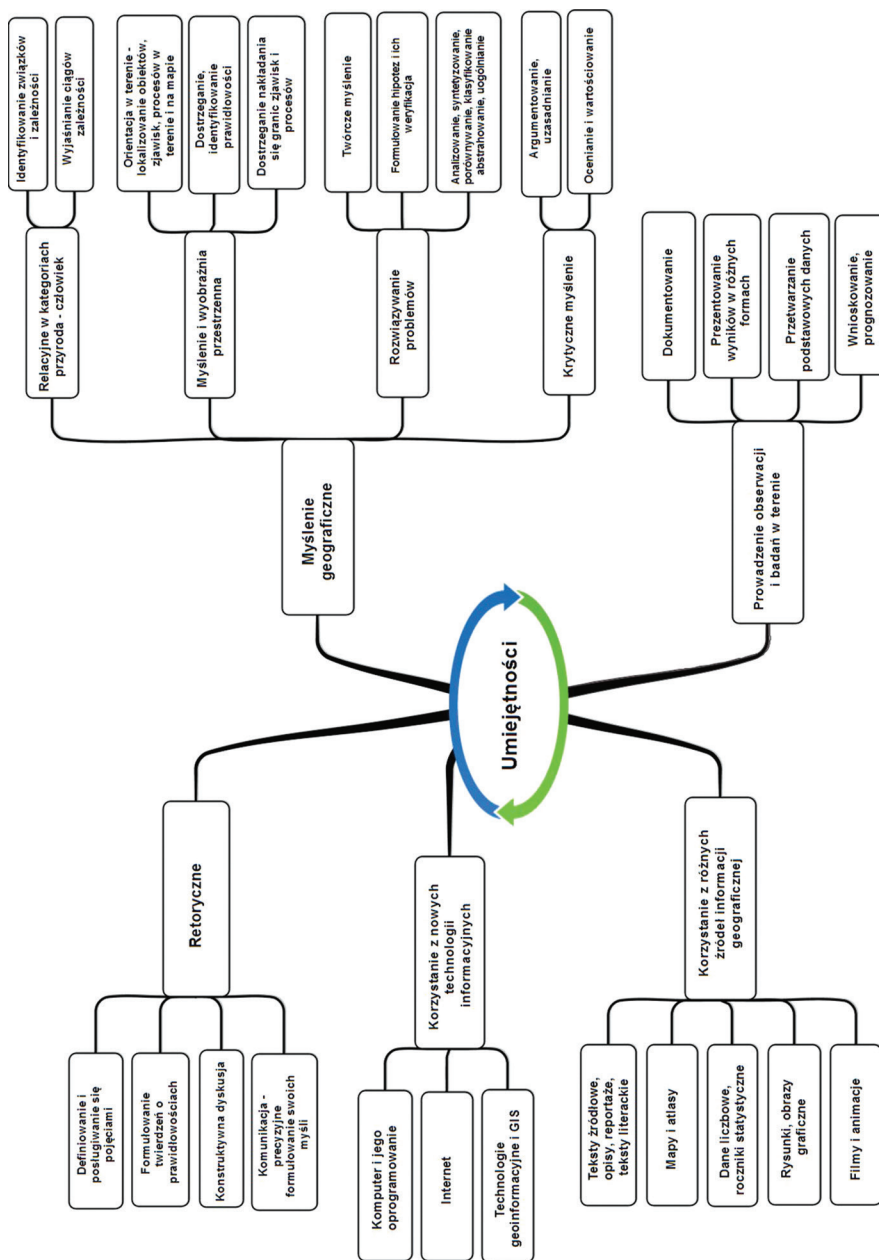 Definiowanie i
posługiwanie się
pojęciami
Formułowanie
twierdzeń o
prawidłowościach
Konstruktywna dyskusja
Komunikacja -
precyzyjne
formułowanie swoich
myśli
Retoryczne
Komputer i jego
oprogramowanie
Internet
Technologie
geoinformacyjne i GIS
Korzystanie z nowych
technologii
informacyjnych
Teksty źródłowe,
opisy, reportaże,
teksty literackie
Mapy i atlasy
Dane liczbowe,
roczniki statystyczne
Rysunki, obrazy
graficzne
Filmy i animacje
Korzystanie z różnych
źródeł informacji
geograficznej
Umiejętności
Myślenie
geograficzne
Relacyjne w kategoriach
przyroda - człowiek
Identyfikowanie związków
i zależności
Wyjaśnianie ciągów
zależności
Myślenie i wyobraźnia
przestrzenna
Orientacja w terenie -
lokalizowanie obiektów,
zjawisk, procesów w
terenie i na mapie
Dostrzeganie,
identyfikowanie
prawidłowości
Dostrzeganie nakładania
się granic zjawisk i
procesów
Rozwiązywanie
problemów
Twórcze myślenie
Formułowanie hipotez i ich
weryfikacja
Analizowanie, syntetyzowanie,
porównywanie, klasyfikowanie
abstrahowanie, uogólnianie
Krytyczne myślenie
Argumentowanie,
uzasadnianie
Ocenianie i wartościowanie
Prowadzenie obserwacji
i badań w terenie
Dokumentowanie
Prezentowanie
wyników w różnych
formach
Przetwarzanie
podstawowych danych
Wnioskowanie,
prognozowanie